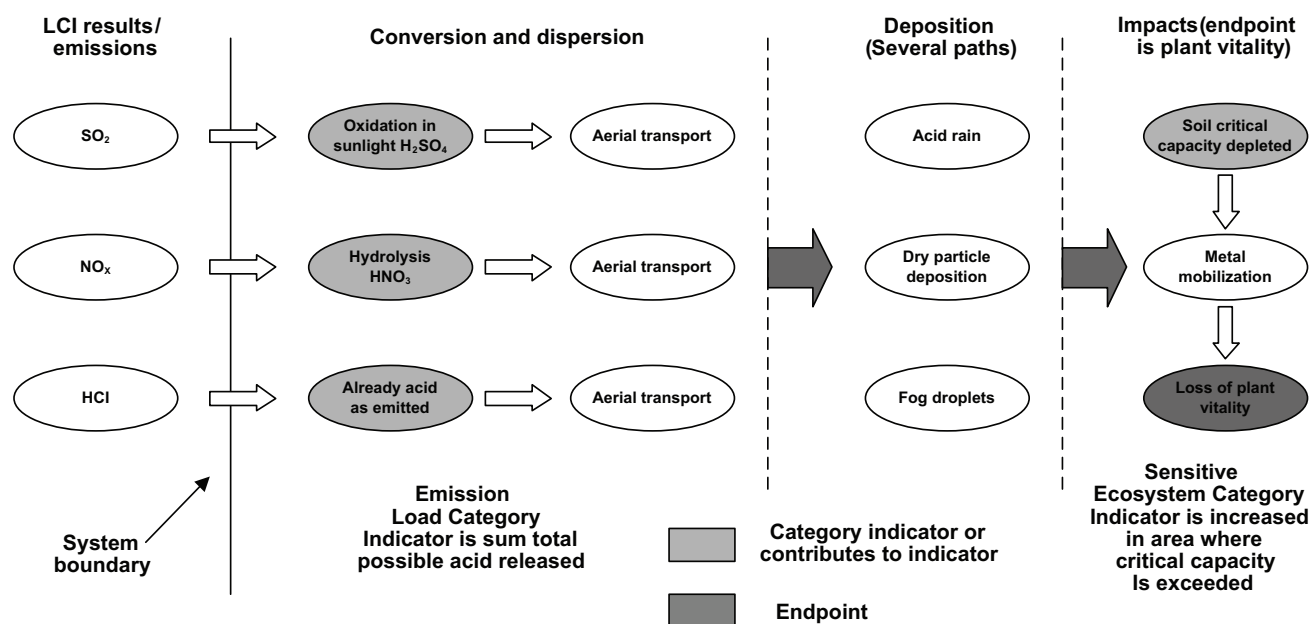 LCI results/
emissions
Conversion and dispersion
Deposition
(Several paths)
Impacts(endpoint
is plant vitality)
SO₂
Oxidation in
sunlight H₂SO₄
Aerial transport
Acid rain
Soil critical
capacity depleted
NOₓ
Hydrolysis
HNO₃
Aerial transport
Dry particle
deposition
Metal
mobilization
HCl
Already acid
as emitted
Aerial transport
Fog droplets
Loss of plant
vitality
System
boundary
Emission
Load Category
Indicator is sum total
possible acid released
Category indicator or
contributes to indicator
Endpoint
Sensitive
Ecosystem Category
Indicator is increased
in area where
critical capacity
Is exceeded